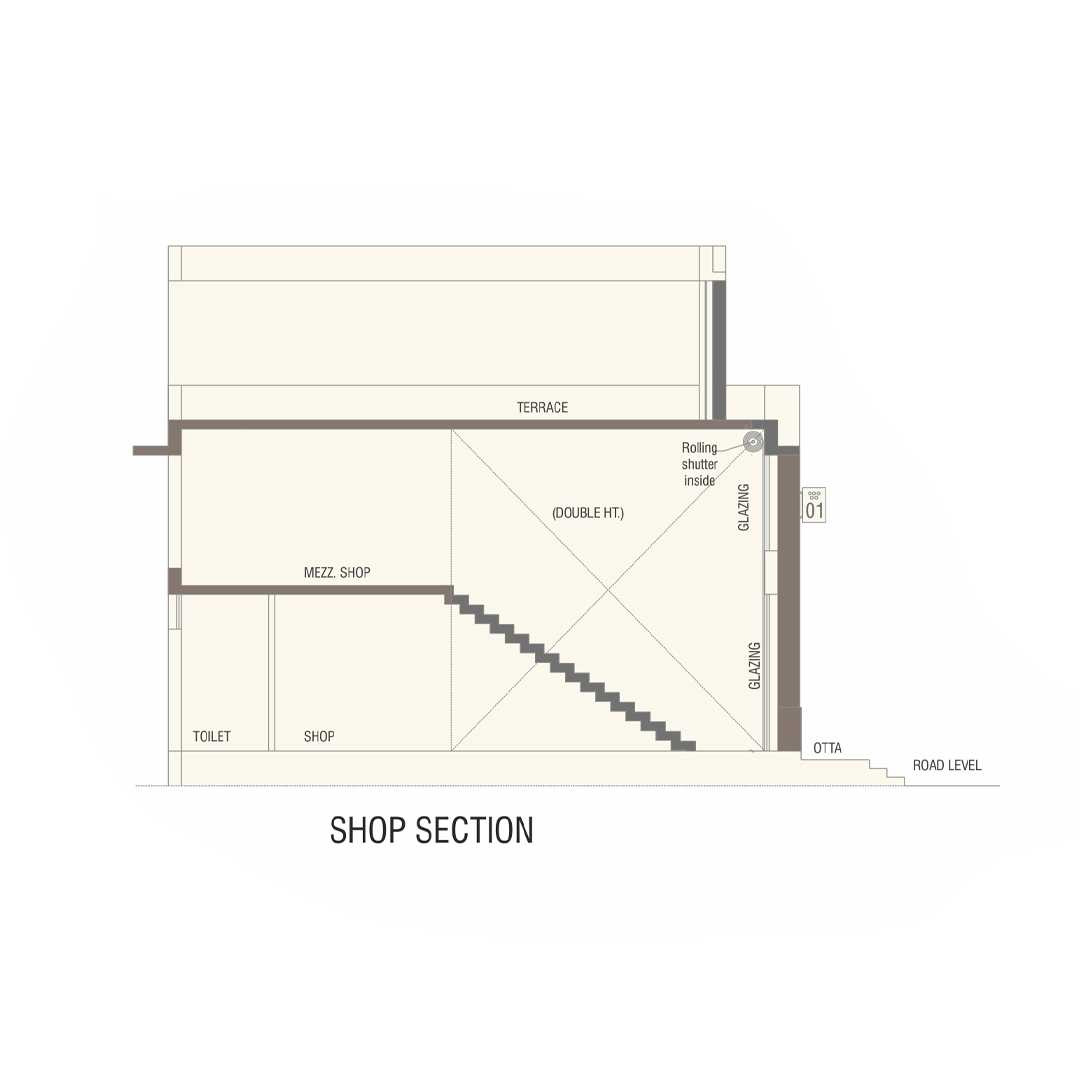 TERRACE
Rolling
shutter
inside
GLAZING
(DOUBLE HT.)
01
MEZZ. SHOP
GLAZING
TOILET
SHOP
OTTA
ROAD LEVEL
SHOP SECTION